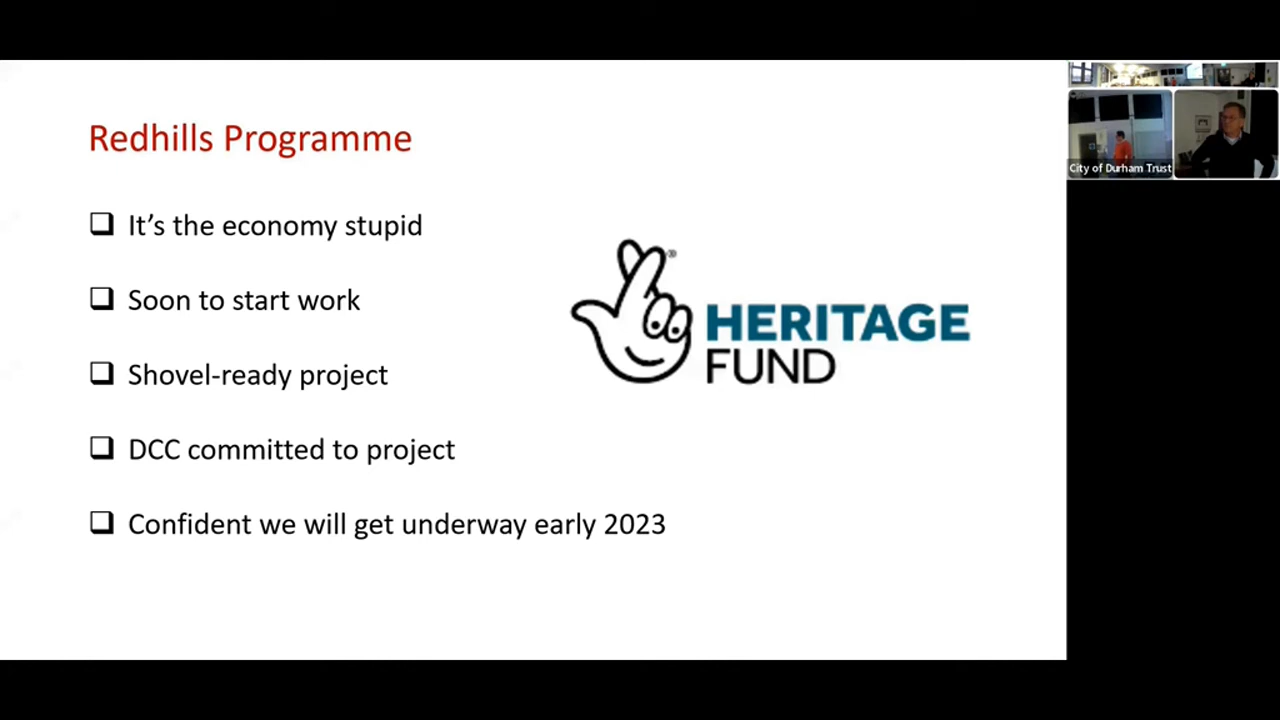 Redhills Programme
It’s the economy stupid
Soon to start work
Shovel-ready project
DCC committed to project
Confident we will get underway early 2023
®
HERITAGE
FUND
City of Durham Trust